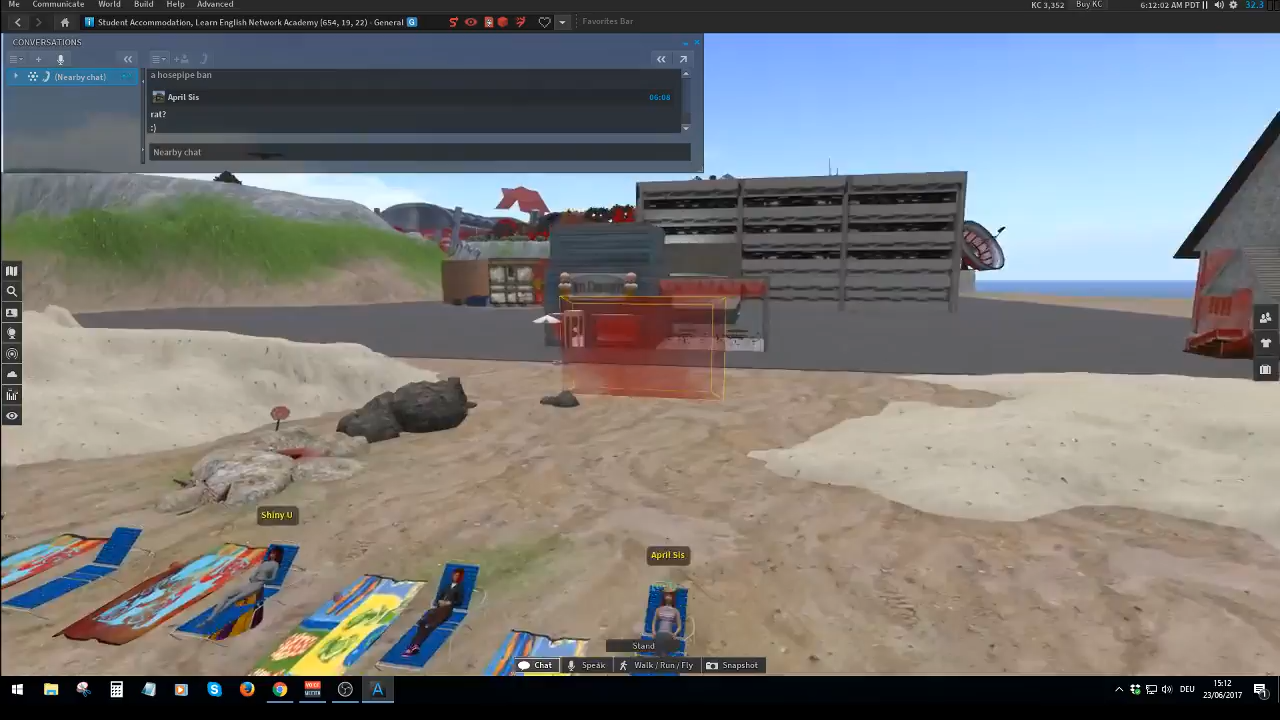 Me Communicate World Build Help Advanced
KC 3,352 Buy KC 6:12:02 AM PDT 32.3
Student Accommodation, Learn English Network Academy (654, 19, 22) - General G
Favorites Bar
CONVERSATIONS
(Nearby chat)
a hosepipe ban
April Sis 06:08
rat?
:)
Nearby chat
Shiny U
April Sis
Stand
Chat Speak Walk / Run / Fly Snapshot
DEU 15:12
23/06/2017